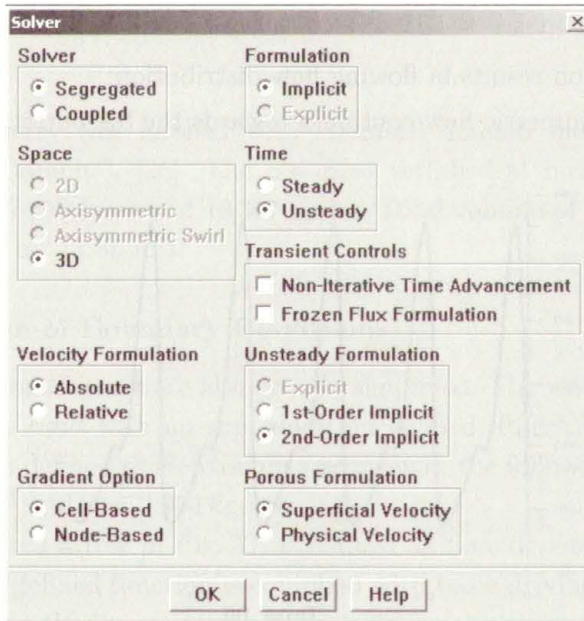 Solver
Solver
Segregated
Coupled
Formulation
Implicit
Explicit
Space
2D
Axisymmetric
Axisymmetric Swirl
3D
Time
Steady
Unsteady
Transient Controls
Non-Iterative Time Advancement
Frozen Flux Formulation
Velocity Formulation
Absolute
Relative
Unsteady Formulation
Explicit
1st-Order Implicit
2nd-Order Implicit
Gradient Option
Cell-Based
Node-Based
Porous Formulation
Superficial Velocity
Physical Velocity
OK Cancel Help